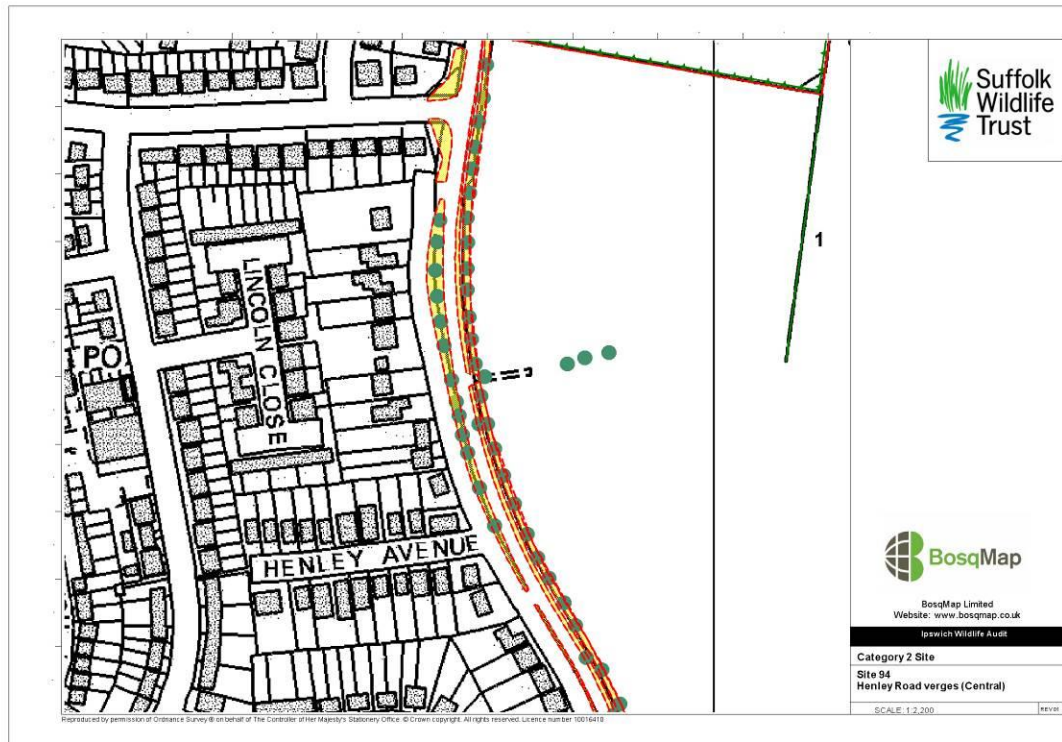 Suffolk
Wildlife
Trust
1
LINCOLN CLOSE
PO
HENLEY AVENUE
BosqMap
BosqMap Limited
Website: www.bosqmap.co.uk
Ipswich Wildlife Audit
Category 2 Site
Site 94
Henley Road verges (Central)
SCALE: 1:2,200
REV01
Reproduced by permission of Ordnance Survey ® on behalf of The Controller of Her Majesty's Stationery Office. © Crown copyright. All rights reserved. Licence number 10016418